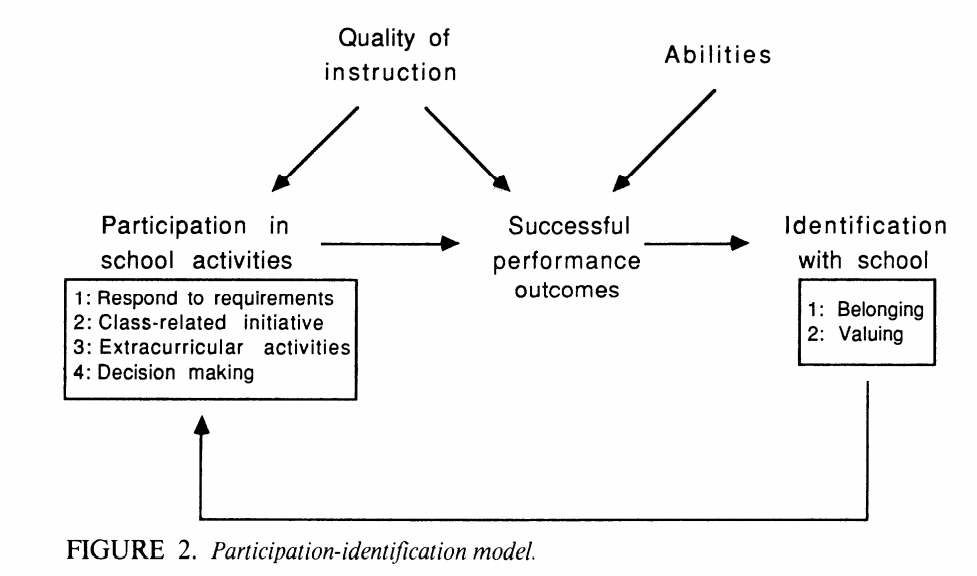 Quality of
instruction
Abilities
Participation in
school activities
1: Respond to requirements
2: Class-related initiative
3: Extracurricular activities
4: Decision making
Successful
performance
outcomes
Identification
with school
1: Belonging
2: Valuing
FIGURE 2. Participation-identification model.